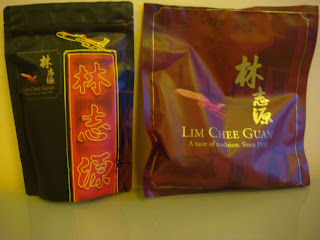 林志源
LIM CHEE GUAN
林志源
林志源
LIM CHEE GUAN
A taste of tradition. Since 1938